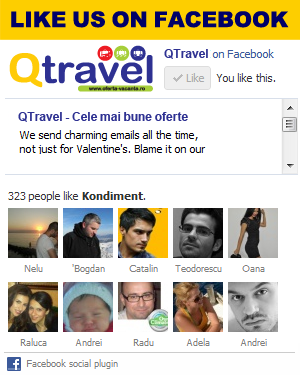 LIKE US ON FACEBOOK
Qtravel
www.oferta-vacanta.ro
QTravel on Facebook
Like You like this.
QTravel - Cele mai bune oferte
We send charming emails all the time,
not just for Valentine's. Blame it on our
323 people like Kondiment.
Nelu 'Bogdan Catalin Teodorescu Oana
Raluca Andrei Radu Adela Andrei
Facebook social plugin